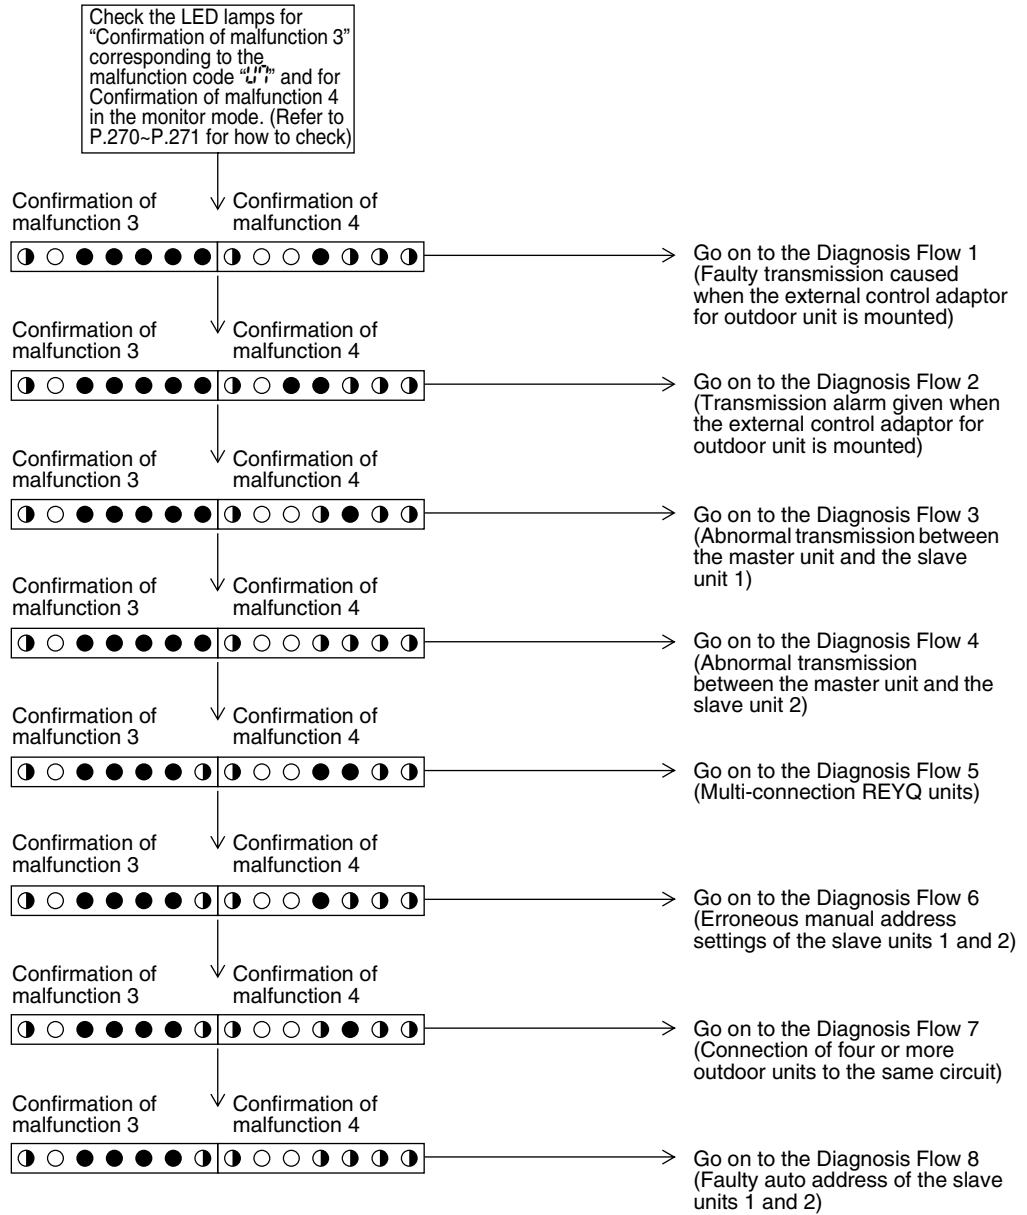 Check the LED lamps for
“Confirmation of malfunction 3”
corresponding to the
malfunction code “U7” and for
Confirmation of malfunction 4
in the monitor mode. (Refer to
P.270~P.271 for how to check)
Confirmation of
malfunction 3
Confirmation of
malfunction 4
Go on to the Diagnosis Flow 1
(Faulty transmission caused
when the external control adaptor
for outdoor unit is mounted)
Confirmation of
malfunction 3
Confirmation of
malfunction 4
Go on to the Diagnosis Flow 2
(Transmission alarm given when
the external control adaptor for
outdoor unit is mounted)
Confirmation of
malfunction 3
Confirmation of
malfunction 4
Go on to the Diagnosis Flow 3
(Abnormal transmission between
the master unit and the slave
unit 1)
Confirmation of
malfunction 3
Confirmation of
malfunction 4
Go on to the Diagnosis Flow 4
(Abnormal transmission
between the master unit and the
slave unit 2)
Confirmation of
malfunction 3
Confirmation of
malfunction 4
Go on to the Diagnosis Flow 5
(Multi-connection REYQ units)
Confirmation of
malfunction 3
Confirmation of
malfunction 4
Go on to the Diagnosis Flow 6
(Erroneous manual address
settings of the slave units 1 and 2)
Confirmation of
malfunction 3
Confirmation of
malfunction 4
Go on to the Diagnosis Flow 7
(Connection of four or more
outdoor units to the same circuit)
Confirmation of
malfunction 3
Confirmation of
malfunction 4
Go on to the Diagnosis Flow 8
(Faulty auto address of the slave
units 1 and 2)